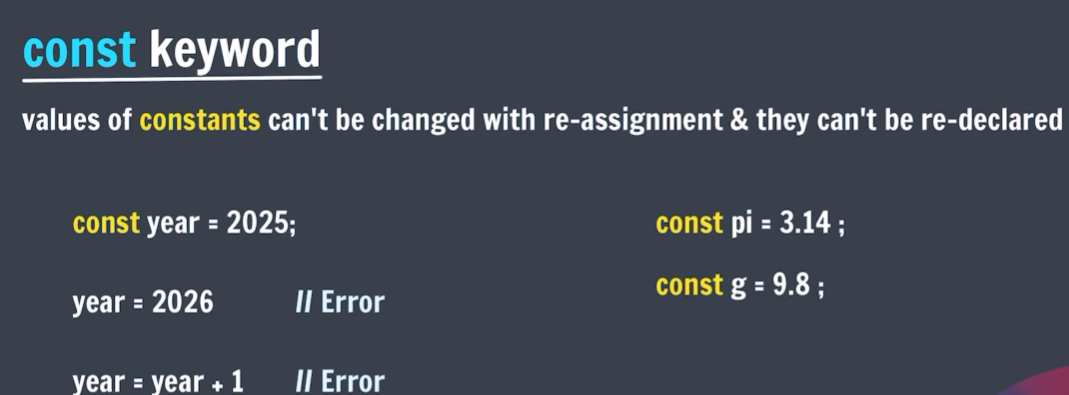 const keyword
values of constants can't be changed with re-assignment & they can't be re-declared
const year = 2025;
year = 2026 // Error
year = year + 1 // Error
const pi = 3.14 ;
const g = 9.8 ;